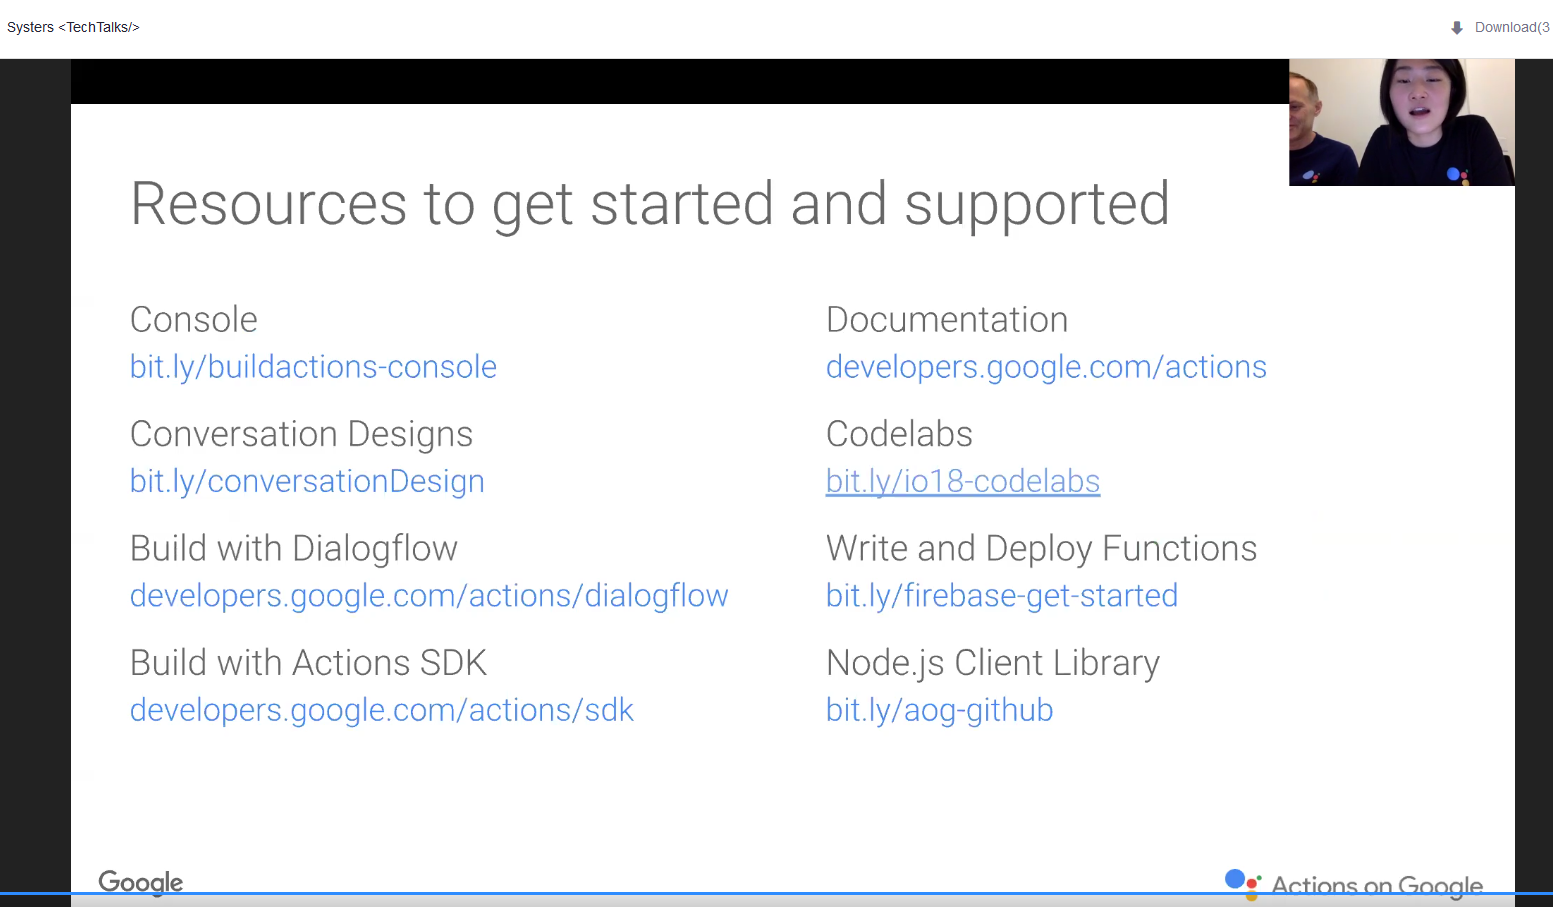 Systers <TechTalks/>
Download(3
Resources to get started and supported
Console
bit.ly/buildactions-console
Conversation Designs
bit.ly/conversationDesign
Build with Dialogflow
developers.google.com/actions/dialogflow
Build with Actions SDK
developers.google.com/actions/sdk
Documentation
developers.google.com/actions
Codelabs
bit.ly/io18-codelabs
Write and Deploy Functions
bit.ly/firebase-get-started
Node.js Client Library
bit.ly/aog-github
Google
Actions on Google